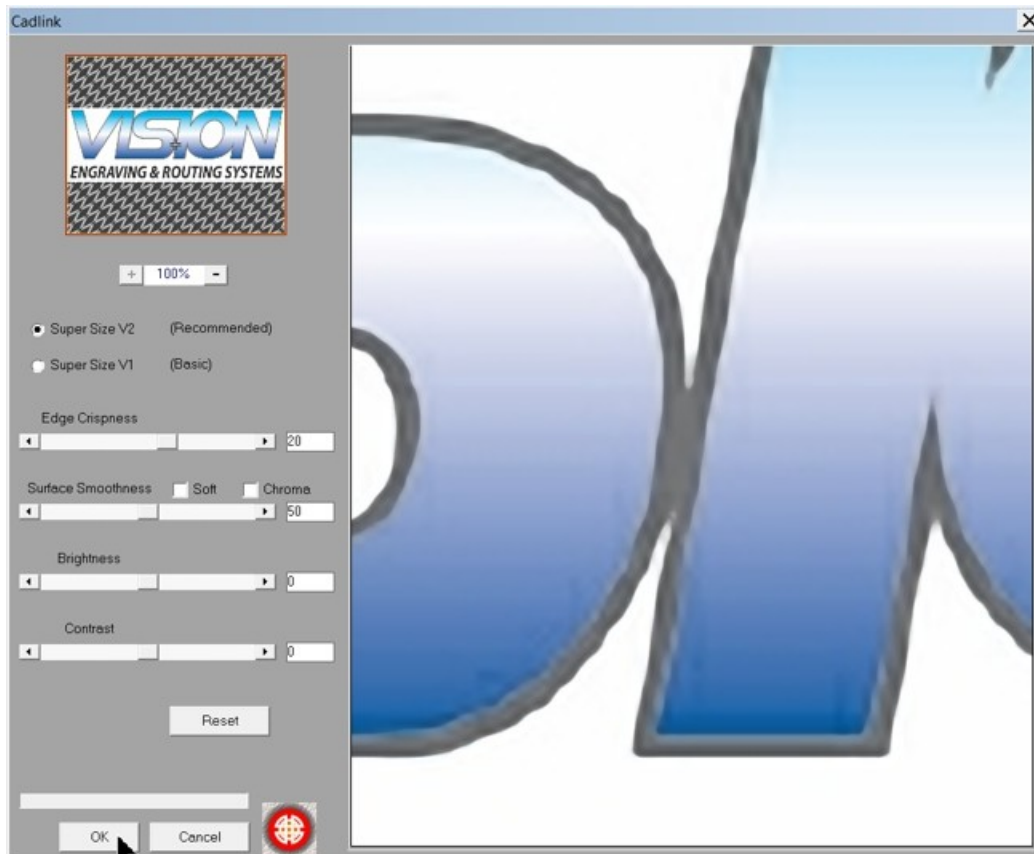 Cadlink
VISION
ENGRAVING & ROUTING SYSTEMS
+ 100% -
Super Size V2 (Recommended)
Super Size V1 (Basic)
Edge Crispness
20
Surface Smoothness Soft Chroma
50
Brightness
0
Contrast
0
Reset
OK Cancel